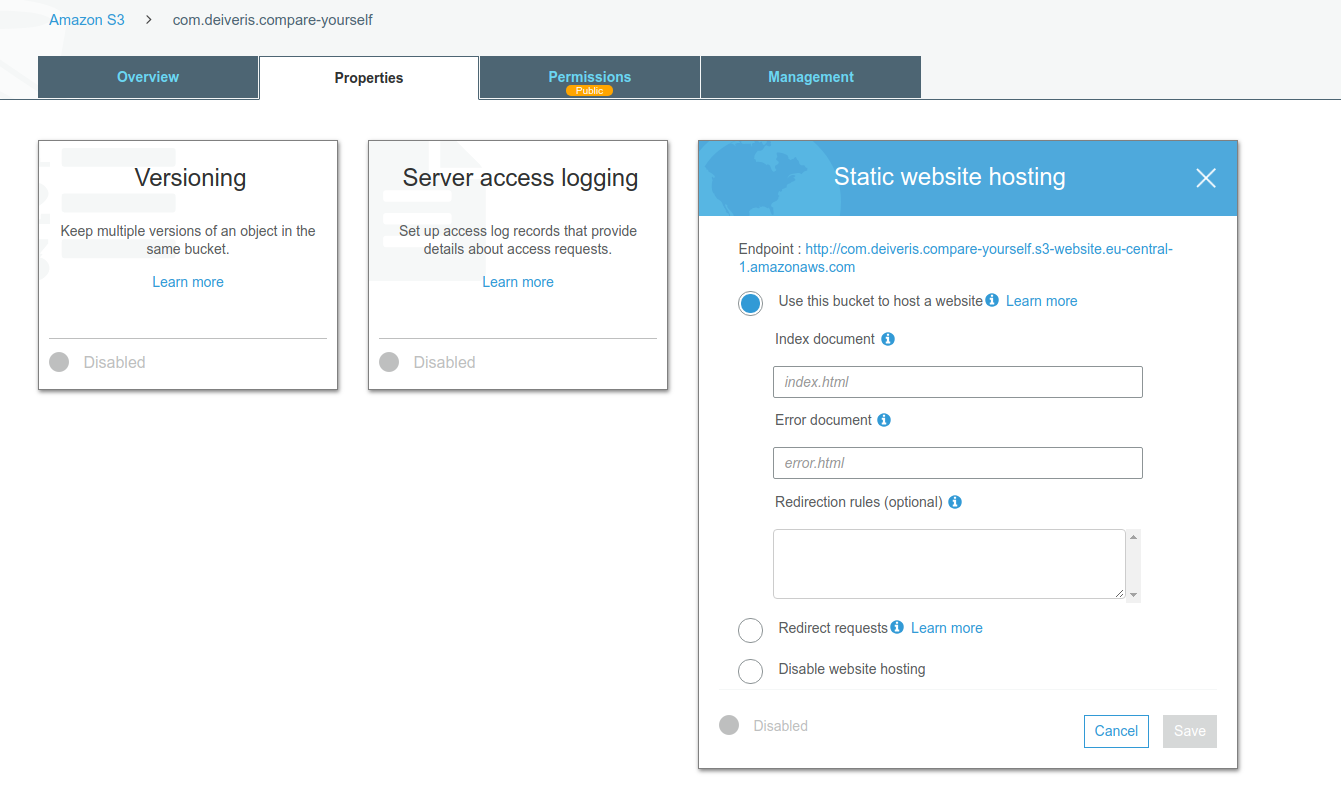 Amazon S3 > com.deiveris.compare-yourself
Overview
Properties
Permissions
Public
Management
Versioning
Keep multiple versions of an object in the
same bucket.
Learn more
Disabled
Server access logging
Set up access log records that provide
details about access requests.
Learn more
Disabled
Static website hosting
Endpoint : http://com.deiveris.compare-yourself.s3-website.eu-central-
1.amazonaws.com
Use this bucket to host a website Learn more
Index document
index.html
Error document
error.html
Redirection rules (optional)
Redirect requests Learn more
Disable website hosting
Disabled
Cancel
Save